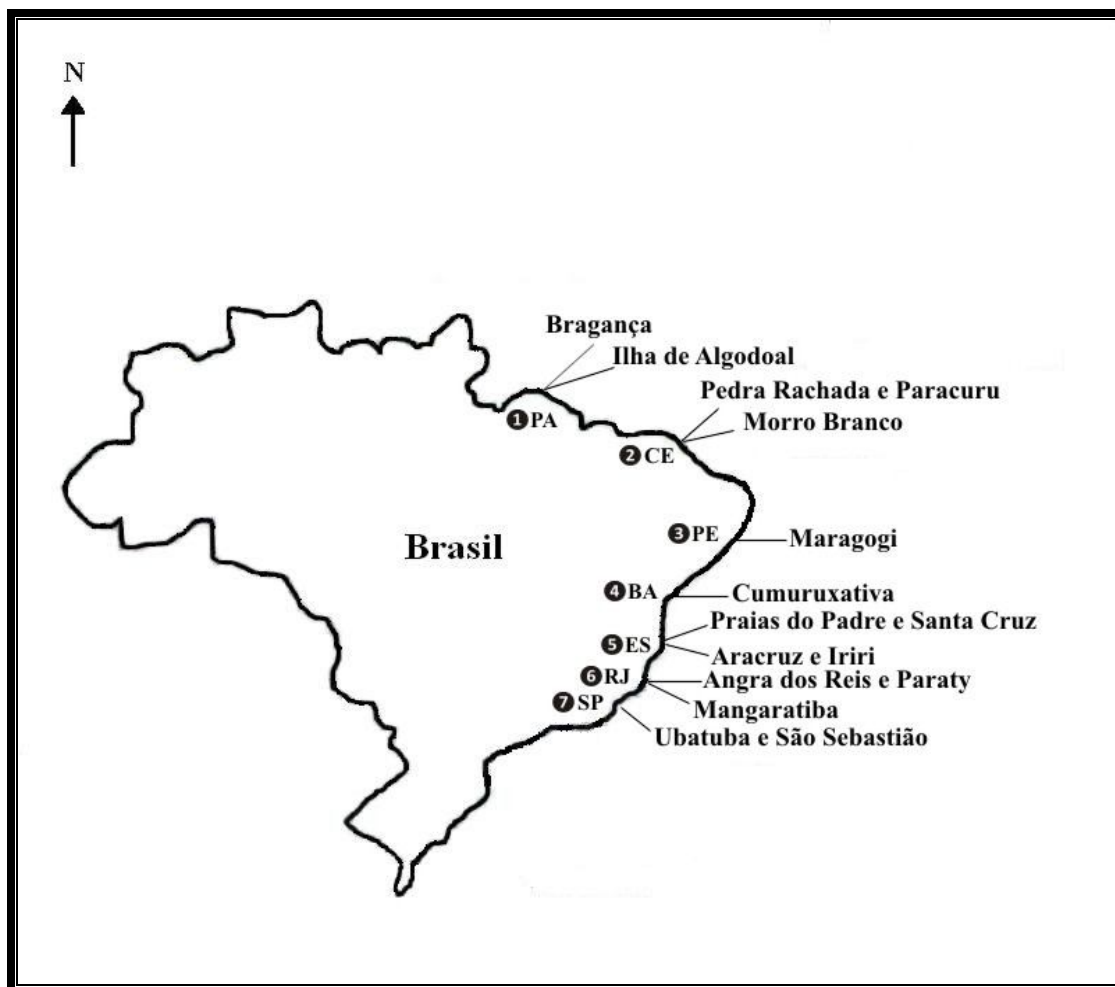 N
Bragança
Ilha de Algodoal
Pedra Rachada e Paracuru
❶PA
Morro Branco
❷CE
❸PE
Maragogi
Brasil
❹BA
Cumuruxativa
Praias do Padre e Santa Cruz
❺ES
Aracruz e Iriri
❻RJ
Angra dos Reis e Paraty
❼SP
Mangaratiba
Ubatuba e São Sebastião